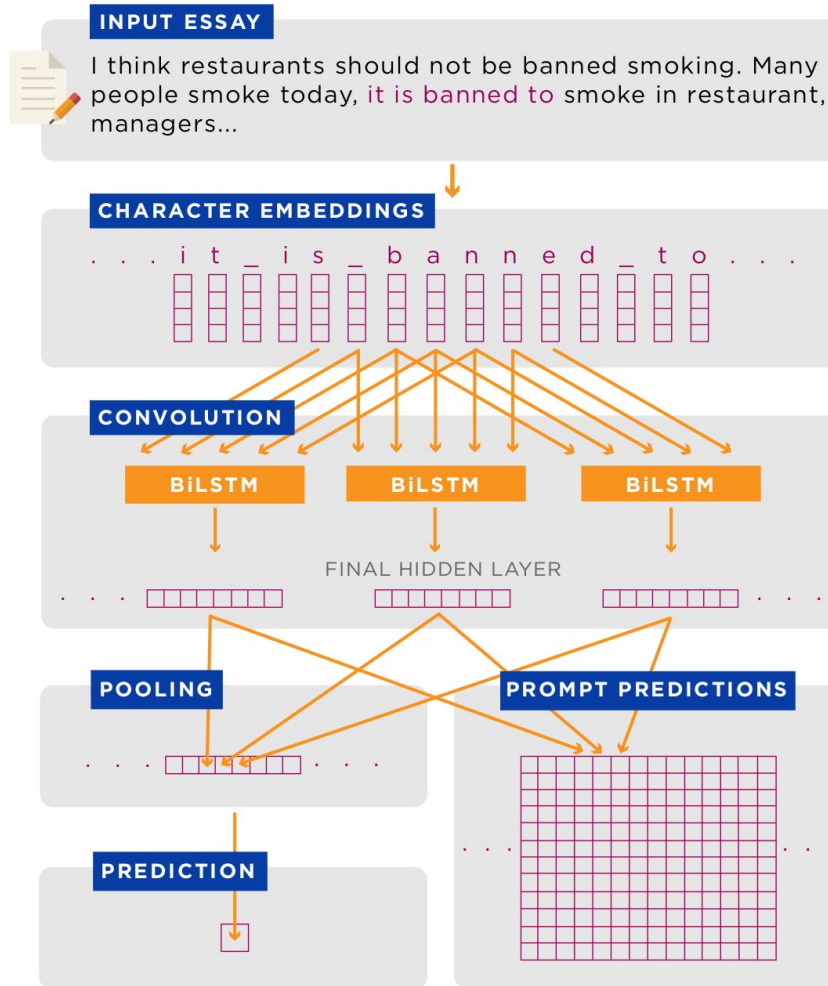 INPUT ESSAY
I think restaurants should not be banned smoking. Many
people smoke today, it is banned to smoke in restaurant,
managers...
CHARACTER EMBEDDINGS
. . . i t _ i s _ b a n n e d _ t o . . .
CONVOLUTION
BiLSTM BiLSTM BiLSTM
FINAL HIDDEN LAYER
. . . . . .
POOLING PROMPT PREDICTIONS
. . . . . .
. . . . .
PREDICTION